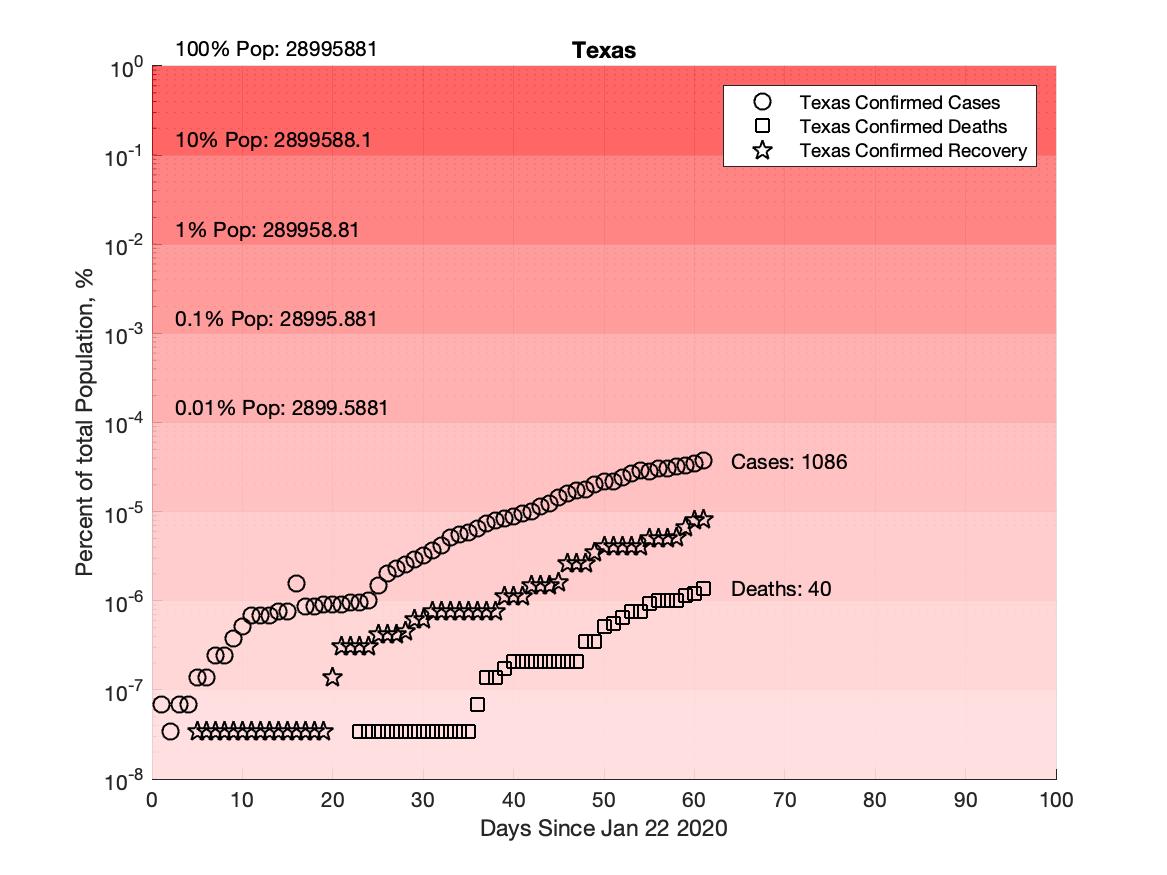 Texas
100% Pop: 28995881
10% Pop: 2899588.1
1% Pop: 289958.81
0.1% Pop: 28995.881
0.01% Pop: 2899.5881
Texas Confirmed Cases
Texas Confirmed Deaths
Texas Confirmed Recovery
Cases: 1086
Deaths: 40
Percent of total Population, %
10^0
10^-1
10^-2
10^-3
10^-4
10^-5
10^-6
10^-7
10^-8
0 10 20 30 40 50 60 70 80 90 100
Days Since Jan 22 2020